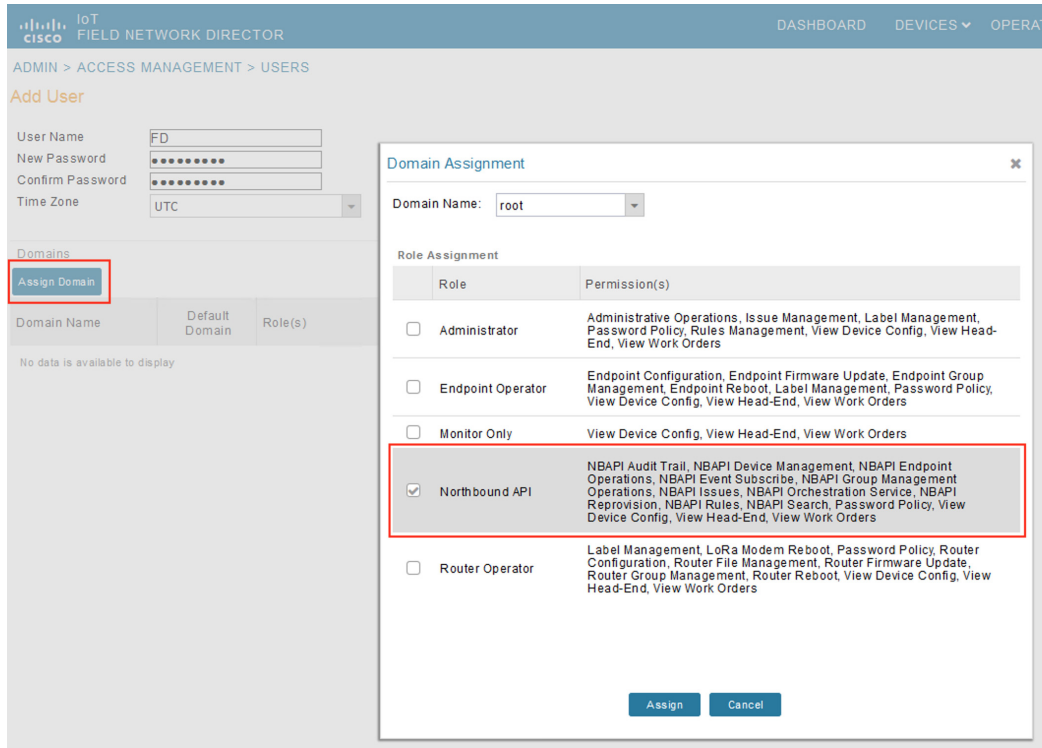 IoT
cisco FIELD NETWORK DIRECTOR
DASHBOARD DEVICES OPERA
ADMIN > ACCESS MANAGEMENT > USERS
Add User
User Name FD
New Password
Confirm Password
Time Zone UTC
Domains
Assign Domain
Domain Name Default Domain Role(s)
No data is available to display
Domain Assignment
Domain Name: root
Role Assignment
Role Permission(s)
Administrator
Administrative Operations, Issue Management, Label Management,
Password Policy, Rules Management, View Device Config, View Head-
End, View Work Orders
Endpoint Operator
Endpoint Configuration, Endpoint Firmware Update, Endpoint Group
Management, Endpoint Reboot, Label Management, Password Policy,
View Device Config, View Head-End, View Work Orders
Monitor Only
View Device Config, View Head-End, View Work Orders
Northbound API
NBAPI Audit Trail, NBAPI Device Management, NBAPI Endpoint
Operations, NBAPI Event Subscribe, NBAPI Group Management
Operations, NBAPI Issues, NBAPI Orchestration Service, NBAPI
Reprovision, NBAPI Rules, NBAPI Search, Password Policy, View
Device Config, View Head-End, View Work Orders
Router Operator
Label Management, LoRa Modem Reboot, Password Policy, Router
Configuration, Router File Management, Router Firmware Update,
Router Group Management, Router Reboot, View Device Config, View
Head-End, View Work Orders
Assign Cancel